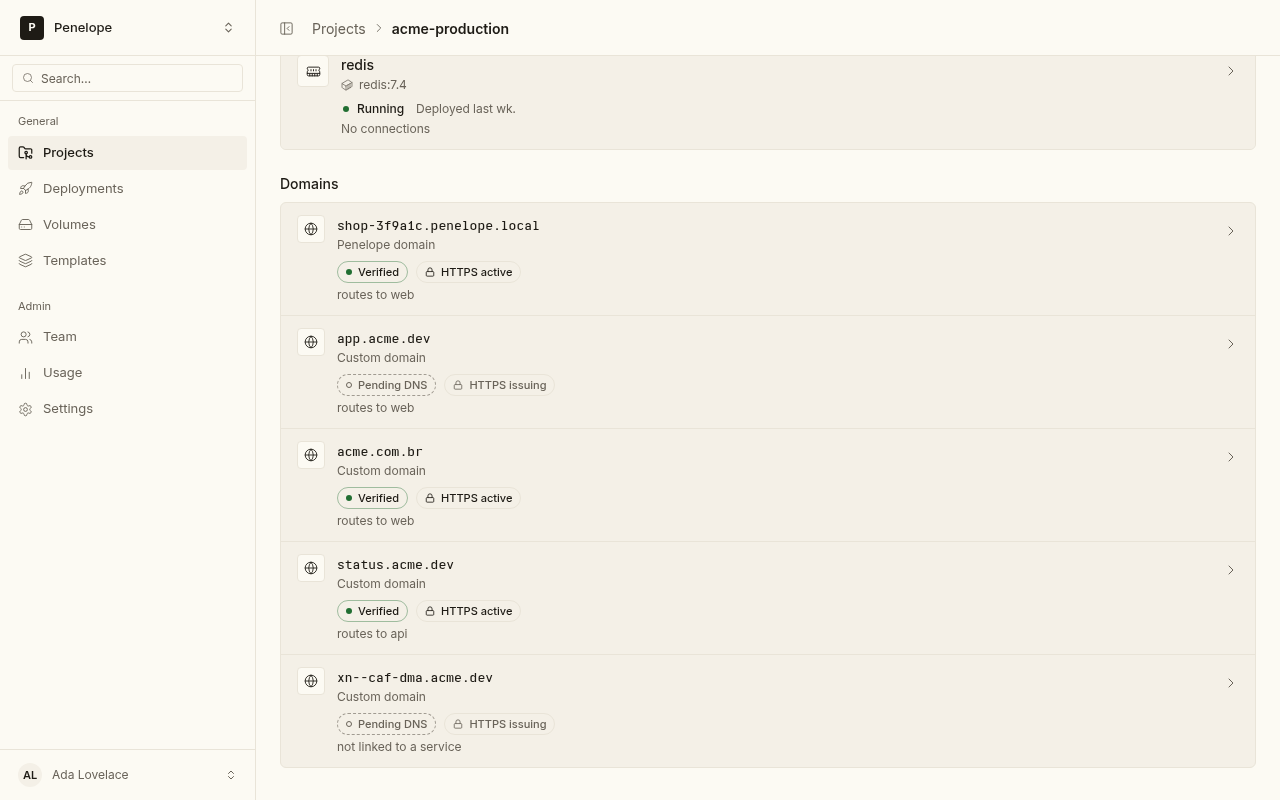 P Penelope
Search...
General
Projects
Deployments
Volumes
Templates
Admin
Team
Usage
Settings
AL Ada Lovelace
Projects > acme-production
redis
redis:7.4
Running Deployed last wk.
No connections
Domains
shop-3f9a1c.penelope.local
Penelope domain
Verified HTTPS active
routes to web
app.acme.dev
Custom domain
Pending DNS HTTPS issuing
routes to web
acme.com.br
Custom domain
Verified HTTPS active
routes to web
status.acme.dev
Custom domain
Verified HTTPS active
routes to api
xn--caf-dma.acme.dev
Custom domain
Pending DNS HTTPS issuing
not linked to a service